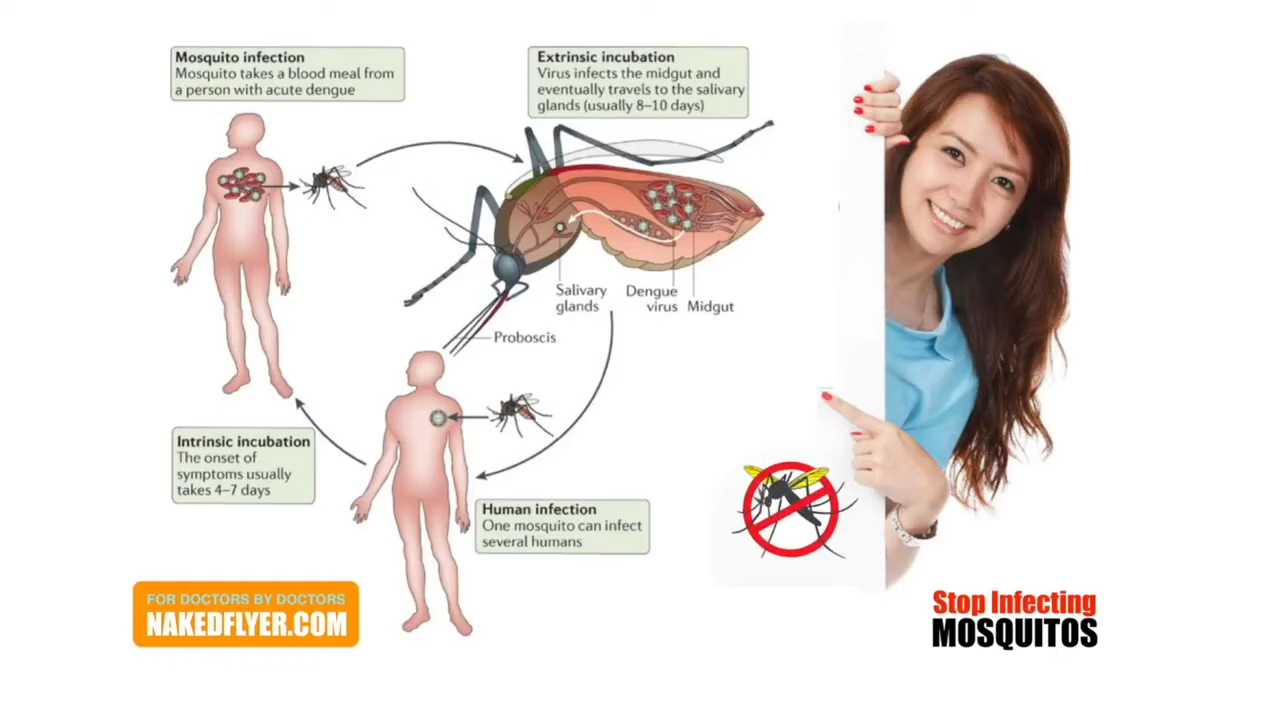 Mosquito infection
Mosquito takes a blood meal from
a person with acute dengue
Extrinsic incubation
Virus infects the midgut and
eventually travels to the salivary
glands (usually 8–10 days)
Salivary
glands
Dengue
virus
Midgut
Proboscis
Intrinsic incubation
The onset of
symptoms usually
takes 4–7 days
Human infection
One mosquito can infect
several humans
FOR DOCTORS BY DOCTORS
NAKEDFLYER.COM
Stop Infecting
MOSQUITOS